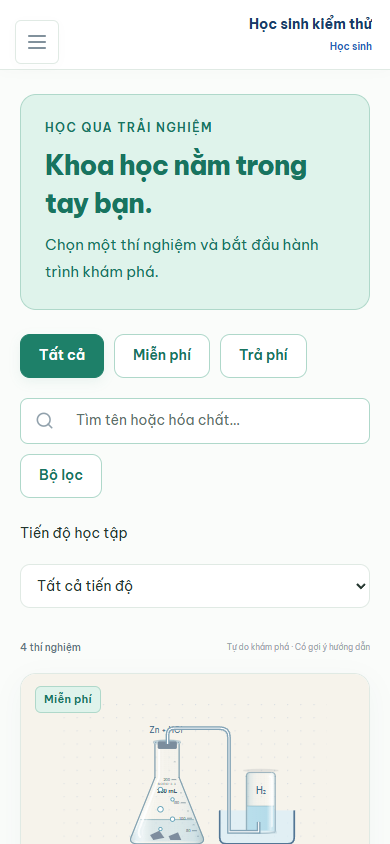 Học sinh kiểm thử
Học sinh
HỌC QUA TRẢI NGHIỆM
Khoa học nằm trong
tay bạn.
Chọn một thí nghiệm và bắt đầu hành
trình khám phá.
Tất cả
Miễn phí
Trả phí
Tìm tên hoặc hóa chất...
Bộ lọc
Tiến độ học tập
Tất cả tiến độ
4 thí nghiệm
Tự do khám phá · Có gợi ý hướng dẫn
Miễn phí
Zn + HCl
H₂